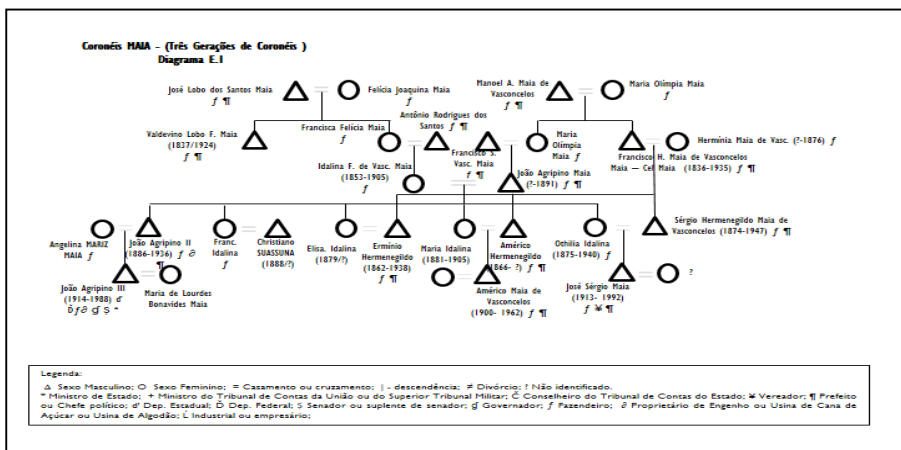 Coronéis MAIA - (Três Gerações de Coronéis )
Diagrama E.I
José Lobo dos Santos Maia
ƒ ¶
Felícia Joaquina Maia
ƒ
Manoel A. Maia de
Vasconcelos
ƒ ¶
Maria Olímpia Maia
ƒ
Valdevino Lobo F. Maia
(1837/1924)
ƒ ¶
Francisca Felícia Maia
ƒ
Antônio Rodrigues dos
Santos ƒ ¶
Maria
Olímpia
Maia ƒ
Hermínia Maia de Vasc. (?-1876) ƒ
Francisco H. Maia de Vasconcelos
Maia — Cel Maia (1836-1935) ƒ ¶
Idalina F. de Vasc. Maia
(1853-1905)
ƒ
Francisco S.
Vasc. Maia
ƒ ¶
João Agripino Maia
(?-1891) ƒ ¶
Angelina MARIZ
MAIA ƒ
João Agripino II
(1886-1936) ƒ ∂
¶
Franc.
Idalina
ƒ
Christiano
SUASSUNA
(1888/?)
Elisa. Idalina
(1879/?)
Ermínio
Hermenegildo
(1862-1938)
ƒ ¶
Maria Idalina
(1881-1905)
Américo
Hermenegildo
(1866- ?) ƒ ¶
Othilia Idalina
(1875-1940) ƒ
Sérgio Hermenegildo Maia de
Vasconcelos (1874-1947) ƒ ¶
João Agripino III
(1914-1988) ď
Ď ƒ ∂ ɠ Ş *
Maria de Lourdes
Bonavides Maia
Américo Maia de
Vasconcelos
(1900- 1962) ƒ ¶
José Sérgio Maia
(1913- 1992)
ƒ ¥ ¶
?
Legenda:
Δ Sexo Masculino; O Sexo Feminino; = Casamento ou cruzamento; | - descendência; ≠ Divórcio; ? Não identificado.
* Ministro de Estado; + Ministro do Tribunal de Contas da União ou do Superior Tribunal Militar; Č Conselheiro do Tribunal de Contas do Estado; ¥ Vereador; ¶ Prefeito
ou Chefe político; ď Dep. Estadual; Ď Dep. Federal; Ş Senador ou suplente de senador; ɠ Governador; ƒ Fazendeiro; ∂ Proprietário de Engenho ou Usina de Cana de
Açúcar ou Usina de Algodão; Ĺ Industrial ou empresário;